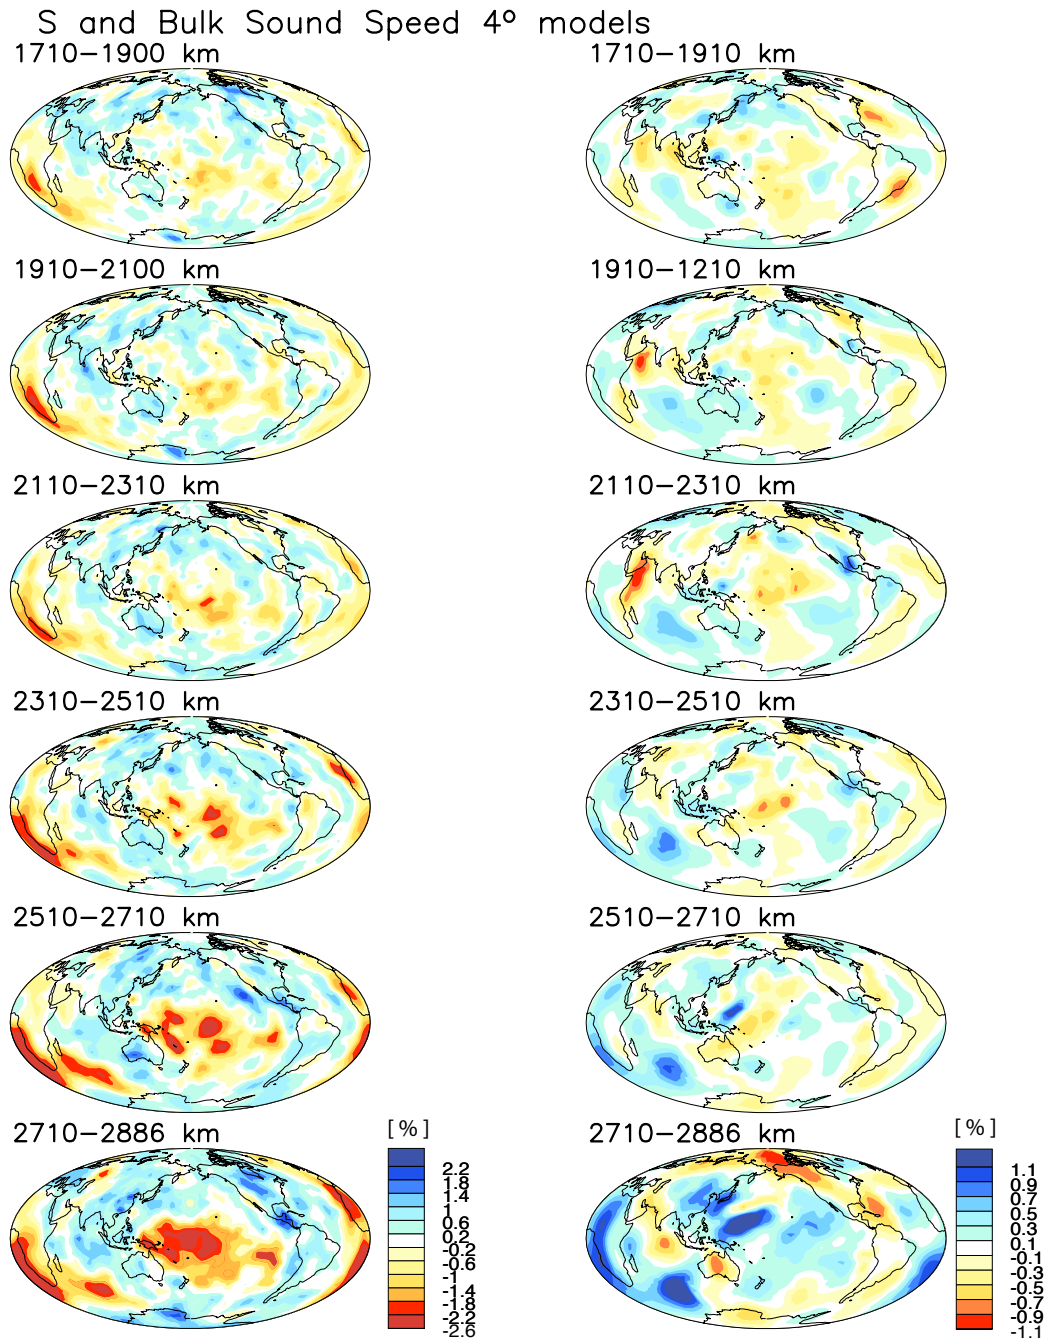 S and Bulk Sound Speed 4º models
1710−1900 km
1710−1910 km
1910−2100 km
1910−1210 km
2110−2310 km
2110−2310 km
2310−2510 km
2310−2510 km
2510−2710 km
2510−2710 km
2710−2886 km
[%]
2.2
1.8
1.4
1
0.6
0.2
-0.2
-0.6
-1
-1.4
-1.8
-2.2
-2.6
2710−2886 km
[%]
1.1
0.9
0.7
0.5
0.3
0.1
-0.1
-0.3
-0.5
-0.7
-0.9
-1.1